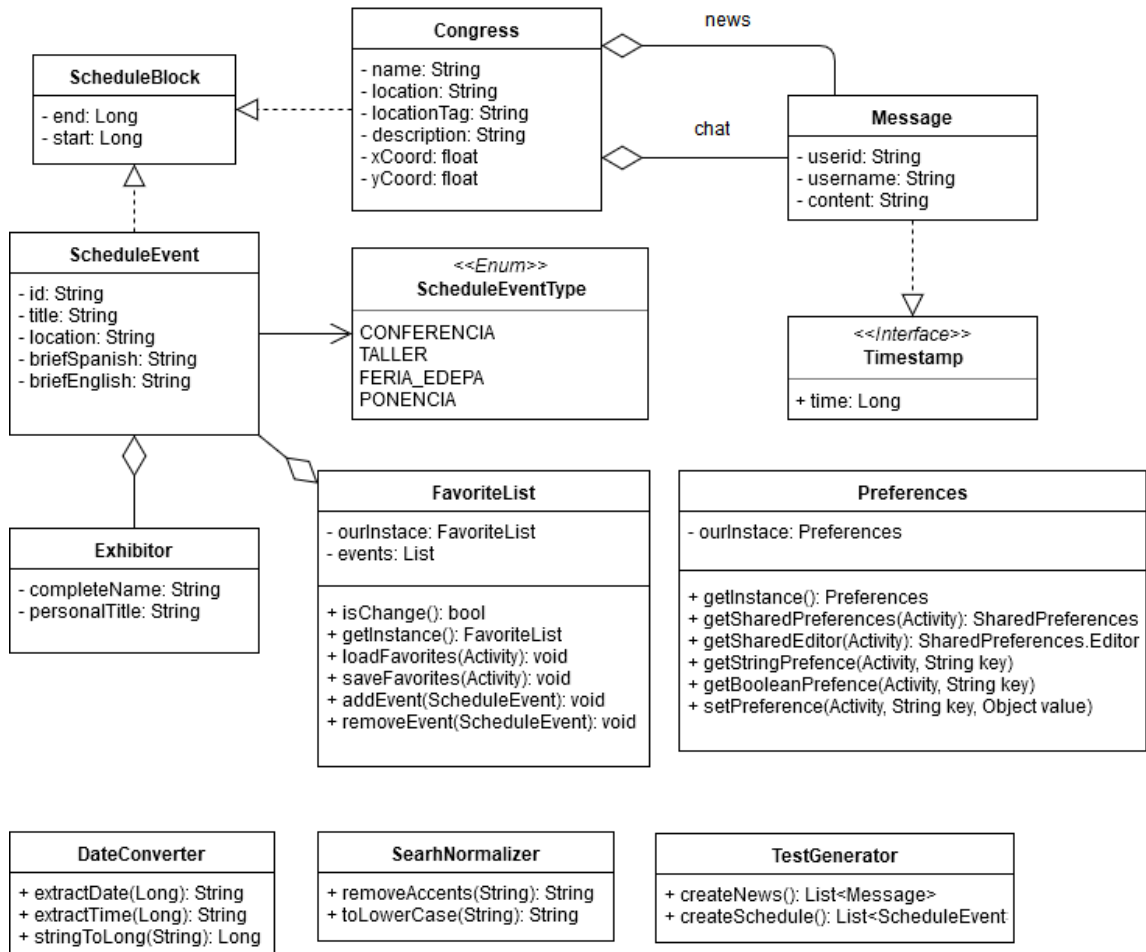 news
Congress
- name: String
- location: String
- locationTag: String
- description: String
- xCoord: float
- yCoord: float
ScheduleBlock
- end: Long
- start: Long
chat
Message
- userid: String
- username: String
- content: String
ScheduleEvent
- id: String
- title: String
- location: String
- briefSpanish: String
- briefEnglish: String
<<Enum>>
ScheduleEventType
CONFERENCIA
TALLER
FERIA_EDEPA
PONENCIA
<<Interface>>
Timestamp
+ time: Long
Exhibitor
- completeName: String
- personalTitle: String
FavoriteList
- ourInstace: FavoriteList
- events: List
+ isChange(): bool
+ getInstance(): FavoriteList
+ loadFavorites(Activity): void
+ saveFavorites(Activity): void
+ addEvent(ScheduleEvent): void
+ removeEvent(ScheduleEvent): void
Preferences
- ourInstace: Preferences
+ getInstance(): Preferences
+ getSharedPreferences(Activity): SharedPreferences
+ getSharedEditor(Activity): SharedPreferences.Editor
+ getStringPrefence(Activity, String key)
+ getBooleanPrefence(Activity, String key)
+ setPreference(Activity, String key, Object value)
DateConverter
+ extractDate(Long): String
+ extractTime(Long): String
+ stringToLong(String): Long
SearhNormalizer
+ removeAccents(String): String
+ toLowerCase(String): String
TestGenerator
+ createNews(): List<Message>
+ createSchedule(): List<ScheduleEvent